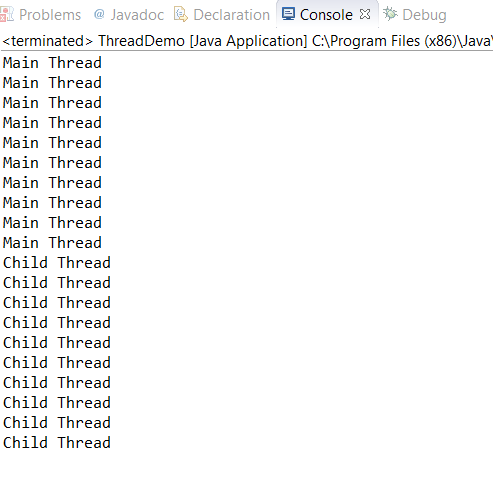 Problems @ Javadoc Declaration Console Debug
<terminated> ThreadDemo [Java Application] C:\Program Files (x86)\Java\
Main Thread
Main Thread
Main Thread
Main Thread
Main Thread
Main Thread
Main Thread
Main Thread
Main Thread
Main Thread
Child Thread
Child Thread
Child Thread
Child Thread
Child Thread
Child Thread
Child Thread
Child Thread
Child Thread
Child Thread